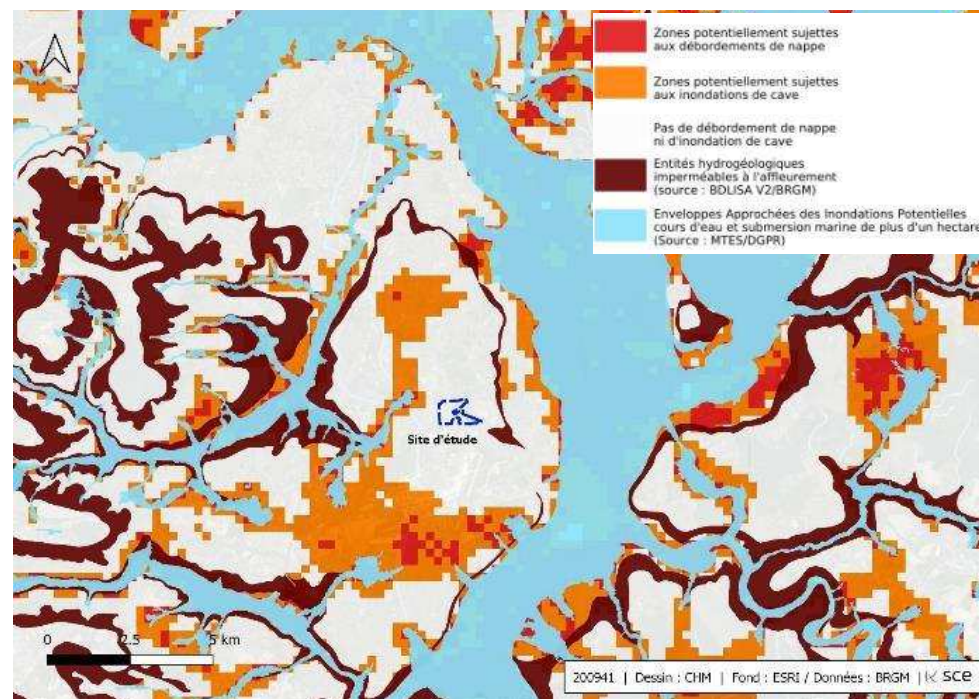 Zones potentiellement sujettes
aux débordements de nappe
Zones potentiellement sujettes
aux inondations de cave
Pas de débordement de nappe
ni d'inondation de cave
Entités hydrogéologiques
imperméables à l'affleurement
(source : BDLISA V2/BRGM)
Enveloppes Approchées des Inondations Potentielles
cours d'eau et submersion marine de plus d'un hectare
(Source : MTES/DGPR)
Site d'étude
0 2.5 5 km
200941 | Dessin : CHM | Fond : ESRI / Données : BRGM | sce